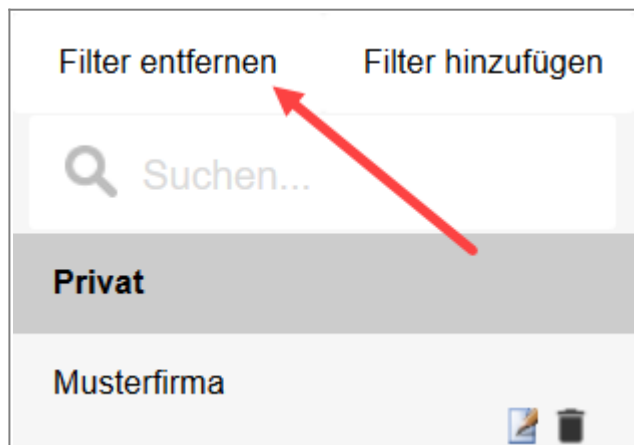 Filter entfernen Filter hinzufügen
Suchen...
Privat
Musterfirma